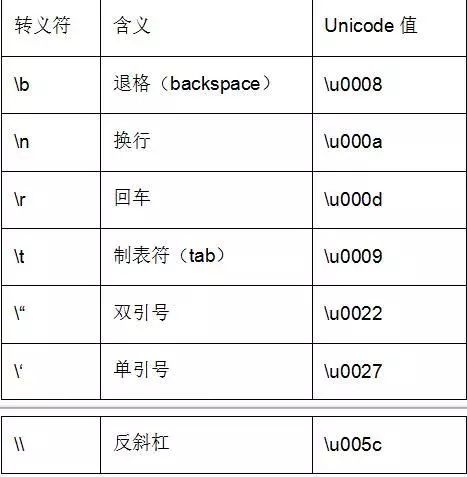 转义符 含义 Unicode 值
\b 退格（backspace） \u0008
\n 换行 \u000a
\r 回车 \u000d
\t 制表符（tab） \u0009
\“ 双引号 \u0022
\‘ 单引号 \u0027
\\ 反斜杠 \u005c